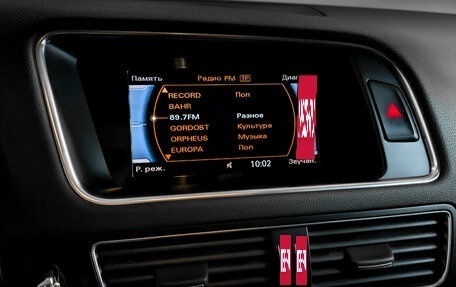 Память Радио FM TP Диаг
RECORD Поп
BAHR
89.7FM Разное
GORDOST Культура
ORPHEUS Музыка
EUROPA Поп
Р. реж. 10:02 Звучан.